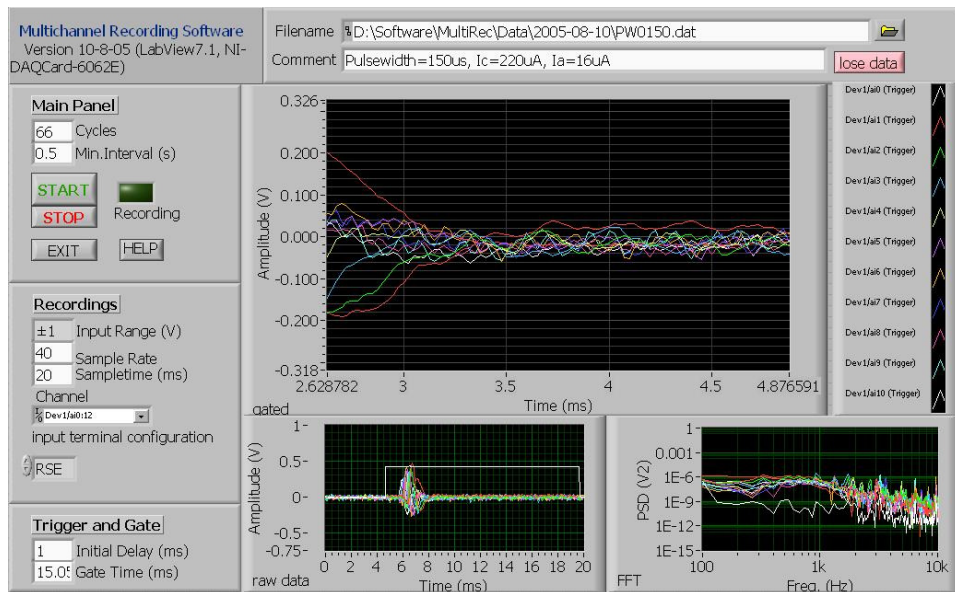 Multichannel Recording Software
Version 10-8-05 (LabView7.1, NI-
DAQCard-6062E)
Filename D:\Software\MultiRec\Data\2005-08-10\PW0150.dat
Comment Pulsewidth=150us, Ic=220uA, Ia=16uA
lose data
Main Panel
66 Cycles
0.5 Min.Interval (s)
START
STOP
Recording
EXIT
HELP
Recordings
±1 Input Range (V)
40 Sample Rate
20 Sampletime (ms)
Channel
Dev1/ai0:12
input terminal configuration
RSE
Trigger and Gate
1 Initial Delay (ms)
15.05 Gate Time (ms)
Amplitude (V)
0.326
0.200
0.100
0.000
-0.100
-0.200
-0.318
2.628782 3 3.5 4 4.5 4.876591
Time (ms)
gated
Dev1/ai0 (Trigger)
Dev1/ai1 (Trigger)
Dev1/ai2 (Trigger)
Dev1/ai3 (Trigger)
Dev1/ai4 (Trigger)
Dev1/ai5 (Trigger)
Dev1/ai6 (Trigger)
Dev1/ai7 (Trigger)
Dev1/ai8 (Trigger)
Dev1/ai9 (Trigger)
Dev1/ai10 (Trigger)
Amplitude (V)
1
0.5
0
-0.5
-0.75
0 2 4 6 8 10 12 14 16 18 20
Time (ms)
raw data
PSD (V2)
1
0.001
1E-6
1E-9
1E-12
1E-15
100 1k 10k
Freq. (Hz)
FFT